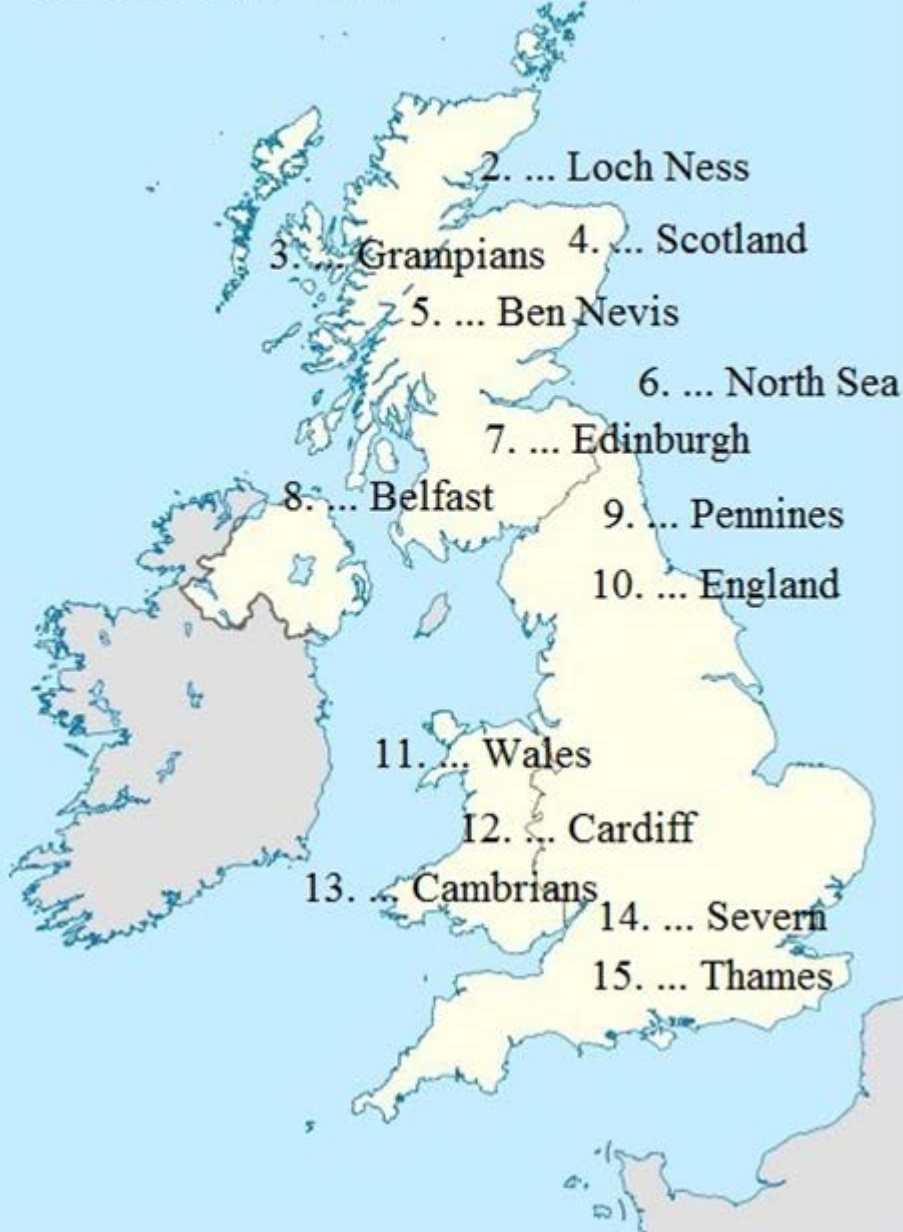 2. ... Loch Ness
3. ... Grampians
4. ... Scotland
5. ... Ben Nevis
6. ... North Sea
7. ... Edinburgh
8. ... Belfast
9. ... Pennines
10. ... England
11. ... Wales
12. ... Cardiff
13. ... Cambrians
14. ... Severn
15. ... Thames